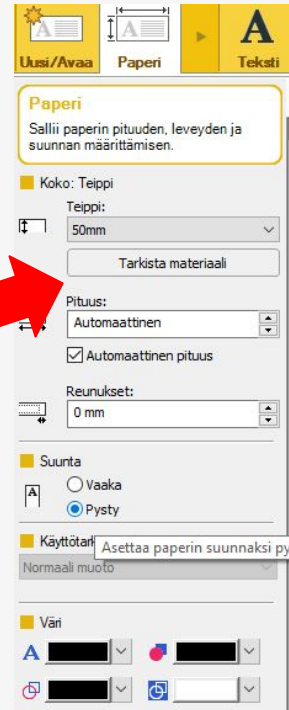 Uusi/Avaa Paperi Teksti
Paperi
Sallii paperin pituuden, leveyden ja
suunnan määrittämisen.
Koko: Teippi
Teippi:
50mm
Tarkista materiaali
Pituus:
Automaattinen
Automaattinen pituus
Reunukset:
0 mm
Suunta
Vaaka
Pysty
Asettaa paperin suunnaksi
Normaali muoto
Väri